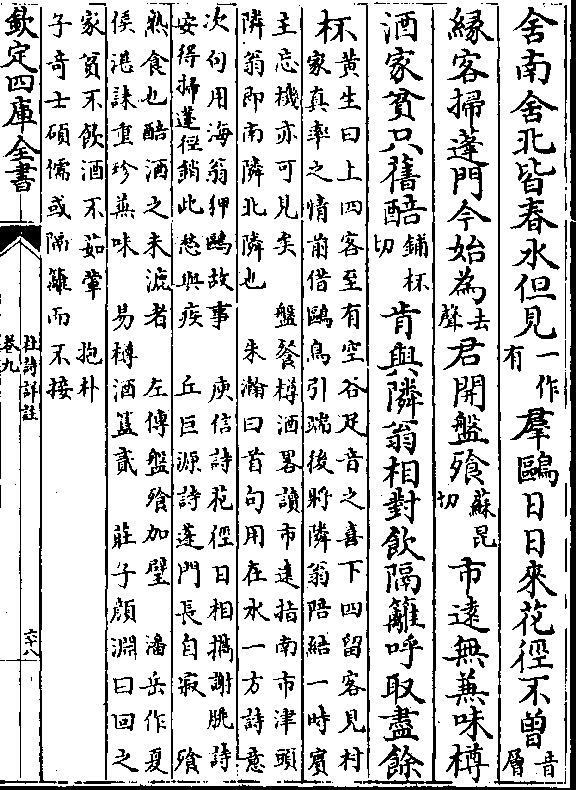 舍南舍北皆春水但見一作有羣鷗日日來花徑不曾音層
縁客掃蓬門今始為去聲君開盤飱蘇昆切市遠無兼味樽
酒家貧只舊醅鋪杯切肯與隣翁相對飲隔籬呼取盡餘
杯黄生曰上四客至有空谷足音之喜下四留客見村
家真率之情前借鷗鳥引端後將隣翁陪結一時賓
主忘機亦可見矣 盤飱樽酒畧讀市遠指南市津頭
隣翁即南隣北隣也 朱瀚曰首句用在水一方詩意
次句用海翁狎鷗故事 庾信詩花徑日相攜謝朓詩
安得掃蓬徑銷此愁與疾 丘巨源詩蓬門長自寂 飱
熟食也醅酒之未漉者 左傳盤飱加璧 潘岳作夏
侯湛誄重珍兼味 易樽酒簋貳 莊子顔淵曰回之
家貧不飲酒不茹葷 抱朴
子奇士碩儒或隔籬而不接
欽定四庫全書
杜詩詳註
卷九
六十八